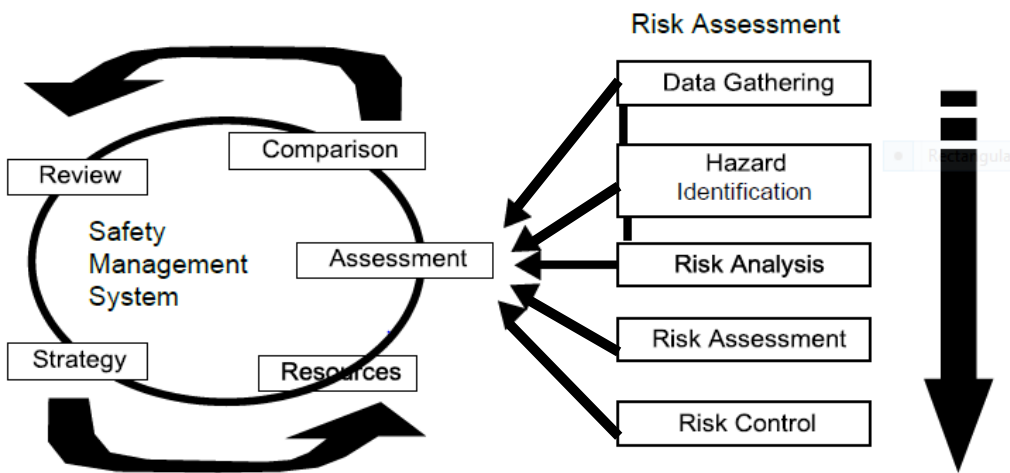 Risk Assessment
Data Gathering
Comparison
Hazard
Identification
Review
Safety
Management
System
Assessment
Risk Analysis
Strategy
Resources
Risk Assessment
Risk Control